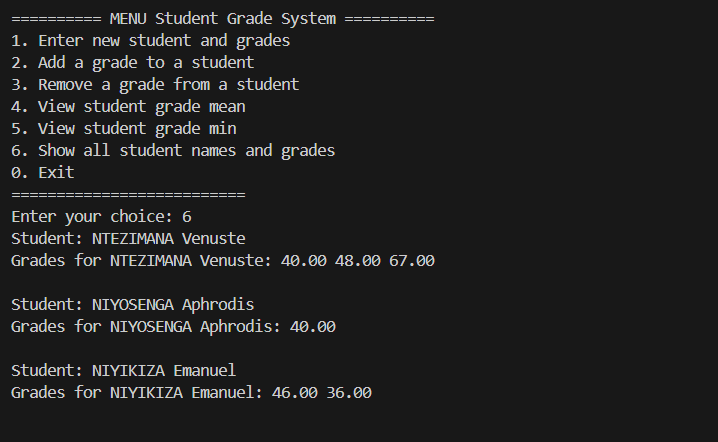 ========== MENU Student Grade System ==========
1. Enter new student and grades
2. Add a grade to a student
3. Remove a grade from a student
4. View student grade mean
5. View student grade min
6. Show all student names and grades
0. Exit
==========================
Enter your choice: 6
Student: NTEZIMANA Venuste
Grades for NTEZIMANA Venuste: 40.00 48.00 67.00
Student: NIYOSENGA Aphrodis
Grades for NIYOSENGA Aphrodis: 40.00
Student: NIYIKIZA Emanuel
Grades for NIYIKIZA Emanuel: 46.00 36.00